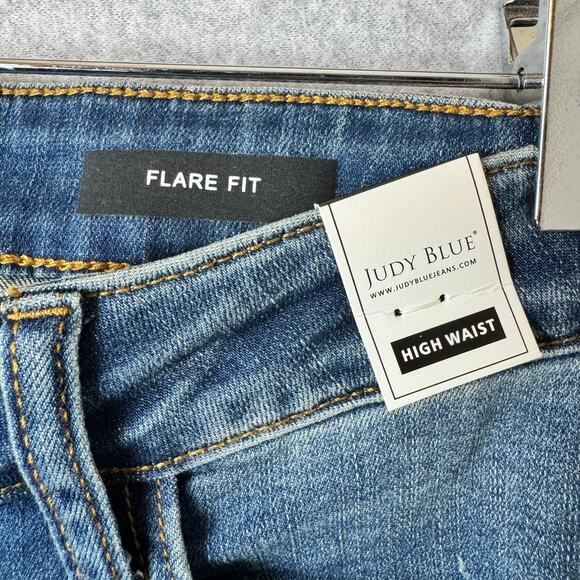 FLARE FIT
JUDY BLUE®
WWW.JUDYBLUEJEANS.COM
HIGH WAIST